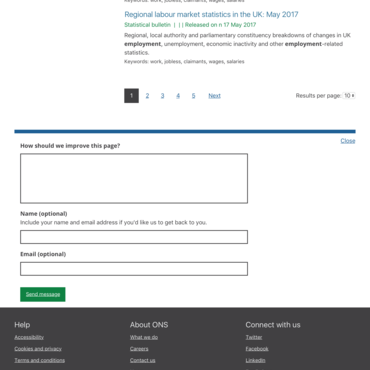 Keywords: work, jobless, claimants, wages, salaries
Regional labour market statistics in the UK: May 2017
Statistical bulletin | | | Released on n 17 May 2017
Regional, local authority and parliamentary constituency breakdowns of changes in UK
employment, unemployment, economic inactivity and other employment-related
statistics.
Keywords: work, jobless, claimants, wages, salaries
1 2 3 4 5 Next Results per page: 10
Close
How should we improve this page?
Name (optional)
Include your name and email address if you'd like us to get back to you.
Email (optional)
Send message
Help About ONS Connect with us
Accessibility What we do Twitter
Cookies and privacy Careers Facebook
Terms and conditions Contact us LinkedIn